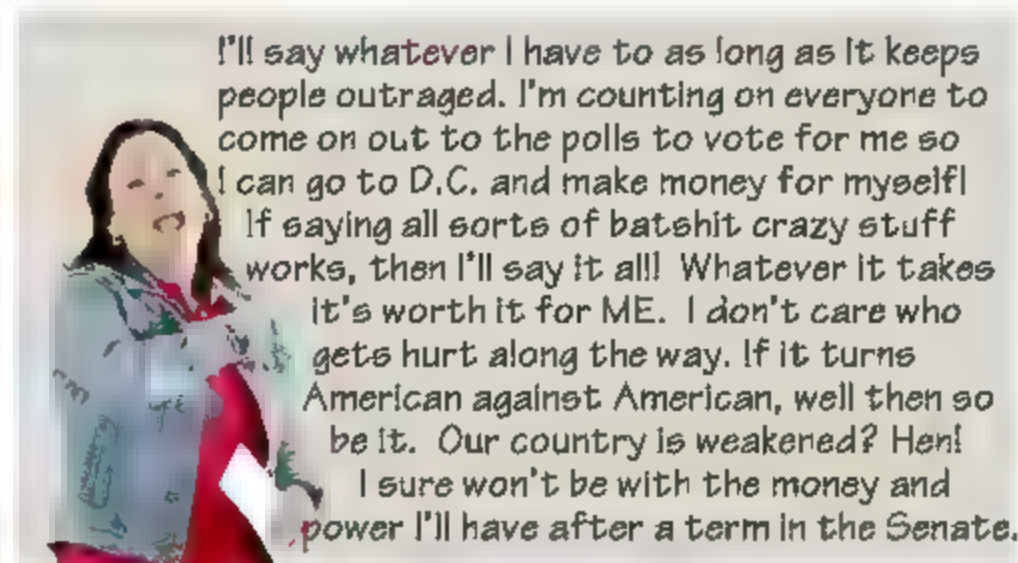 I'll say whatever I have to as long as it keeps
people outraged. I'm counting on everyone to
come on out to the polls to vote for me so
I can go to D.C. and make money for myself!
If saying all sorts of batshit crazy stuff
works, then I'll say it all! Whatever it takes
it's worth it for ME. I don't care who
gets hurt along the way. If it turns
American against American, well then so
be it. Our country is weakened? Heh!
I sure won't be with the money and
power I'll have after a term in the Senate.